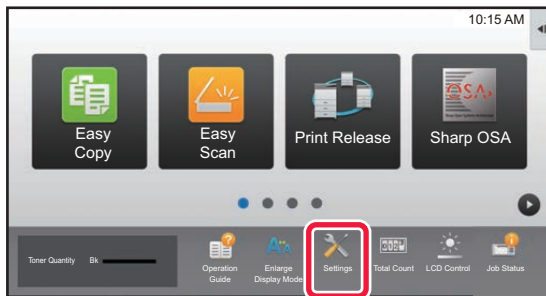 10:15 AM
Easy
Copy
Easy
Scan
Print Release
OSA
Sharp OSA
Toner Quantity Bk
Operation
Guide
Enlarge
Display Mode
Settings
Total Count
LCD Control
Job Status